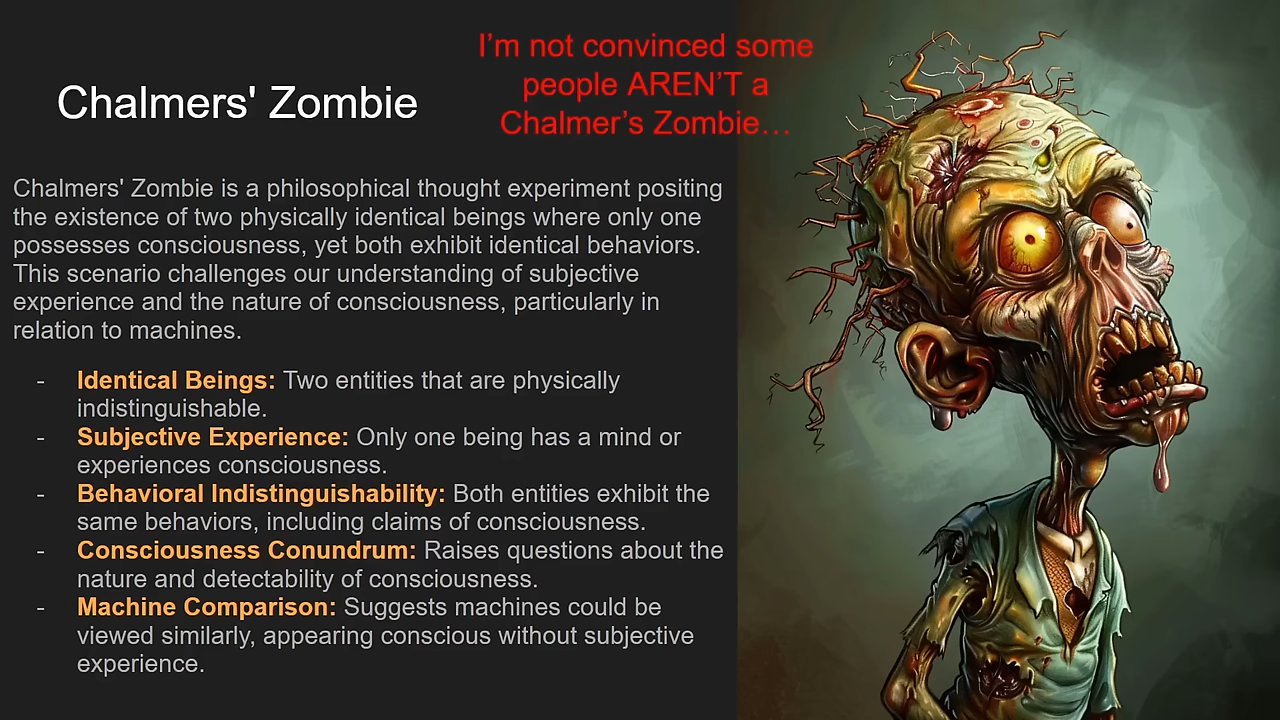 I'm not convinced some
people AREN'T a
Chalmer's Zombie…
Chalmers' Zombie
Chalmers' Zombie is a philosophical thought experiment positing
the existence of two physically identical beings where only one
possesses consciousness, yet both exhibit identical behaviors.
This scenario challenges our understanding of subjective
experience and the nature of consciousness, particularly in
relation to machines.
- Identical Beings: Two entities that are physically
indistinguishable.
- Subjective Experience: Only one being has a mind or
experiences consciousness.
- Behavioral Indistinguishability: Both entities exhibit the
same behaviors, including claims of consciousness.
- Consciousness Conundrum: Raises questions about the
nature and detectability of consciousness.
- Machine Comparison: Suggests machines could be
viewed similarly, appearing conscious without subjective
experience.